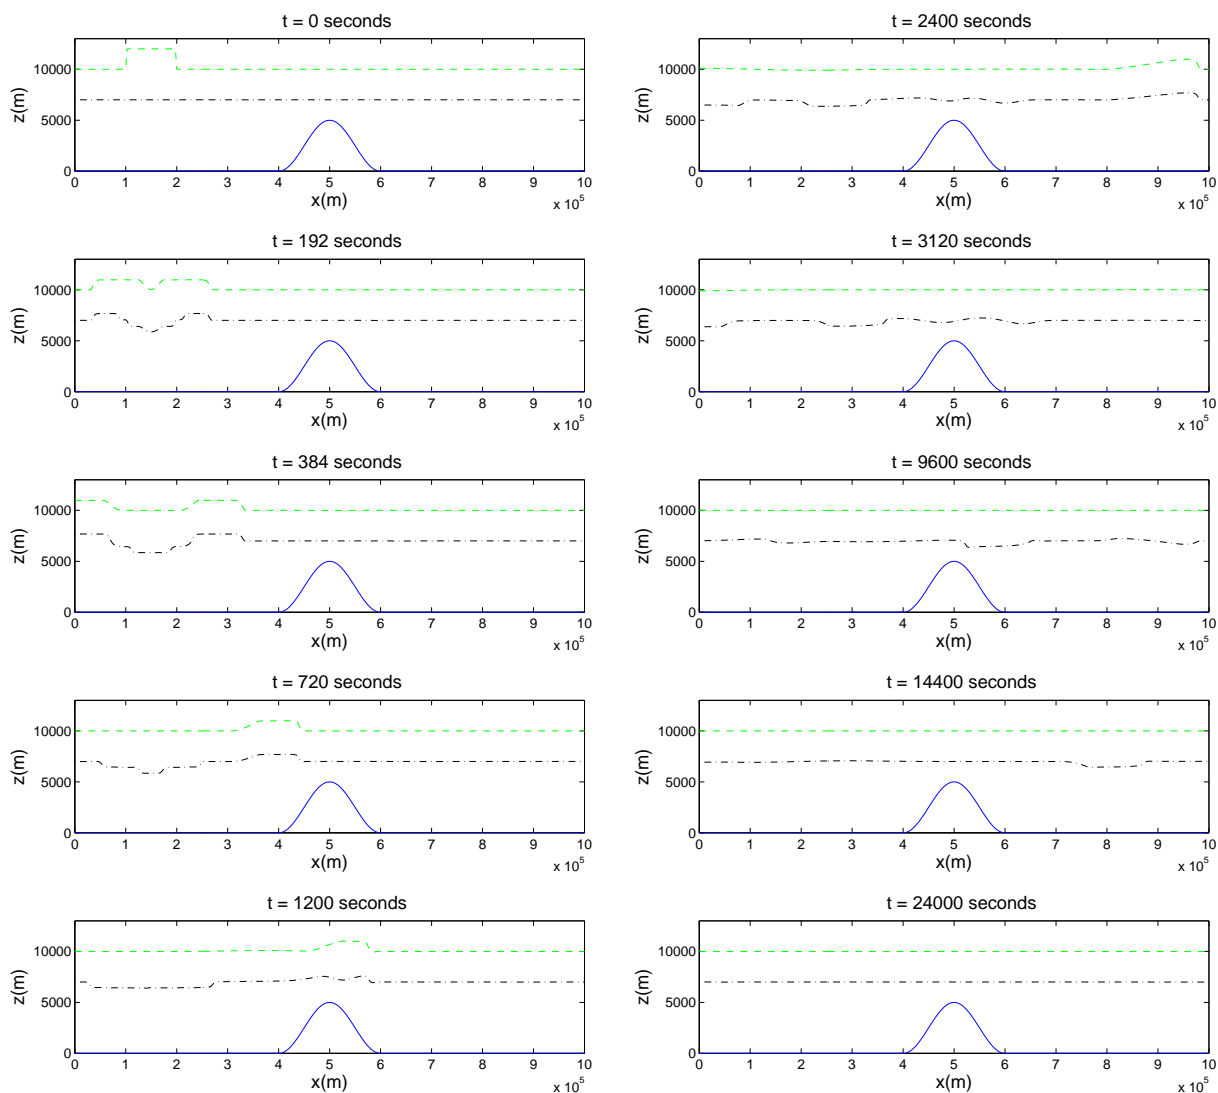 t = 0 seconds
z(m)
10000
5000
0
0 1 2 3 4 5 6 7 8 9 10
x(m)
x 10^5
t = 192 seconds
z(m)
10000
5000
0
0 1 2 3 4 5 6 7 8 9 10
x(m)
x 10^5
t = 384 seconds
z(m)
10000
5000
0
0 1 2 3 4 5 6 7 8 9 10
x(m)
x 10^5
t = 720 seconds
z(m)
10000
5000
0
0 1 2 3 4 5 6 7 8 9 10
x(m)
x 10^5
t = 1200 seconds
z(m)
10000
5000
0
0 1 2 3 4 5 6 7 8 9 10
x(m)
x 10^5
t = 2400 seconds
z(m)
10000
5000
0
0 1 2 3 4 5 6 7 8 9 10
x(m)
x 10^5
t = 3120 seconds
z(m)
10000
5000
0
0 1 2 3 4 5 6 7 8 9 10
x(m)
x 10^5
t = 9600 seconds
z(m)
10000
5000
0
0 1 2 3 4 5 6 7 8 9 10
x(m)
x 10^5
t = 14400 seconds
z(m)
10000
5000
0
0 1 2 3 4 5 6 7 8 9 10
x(m)
x 10^5
t = 24000 seconds
z(m)
10000
5000
0
0 1 2 3 4 5 6 7 8 9 10
x(m)
x 10^5